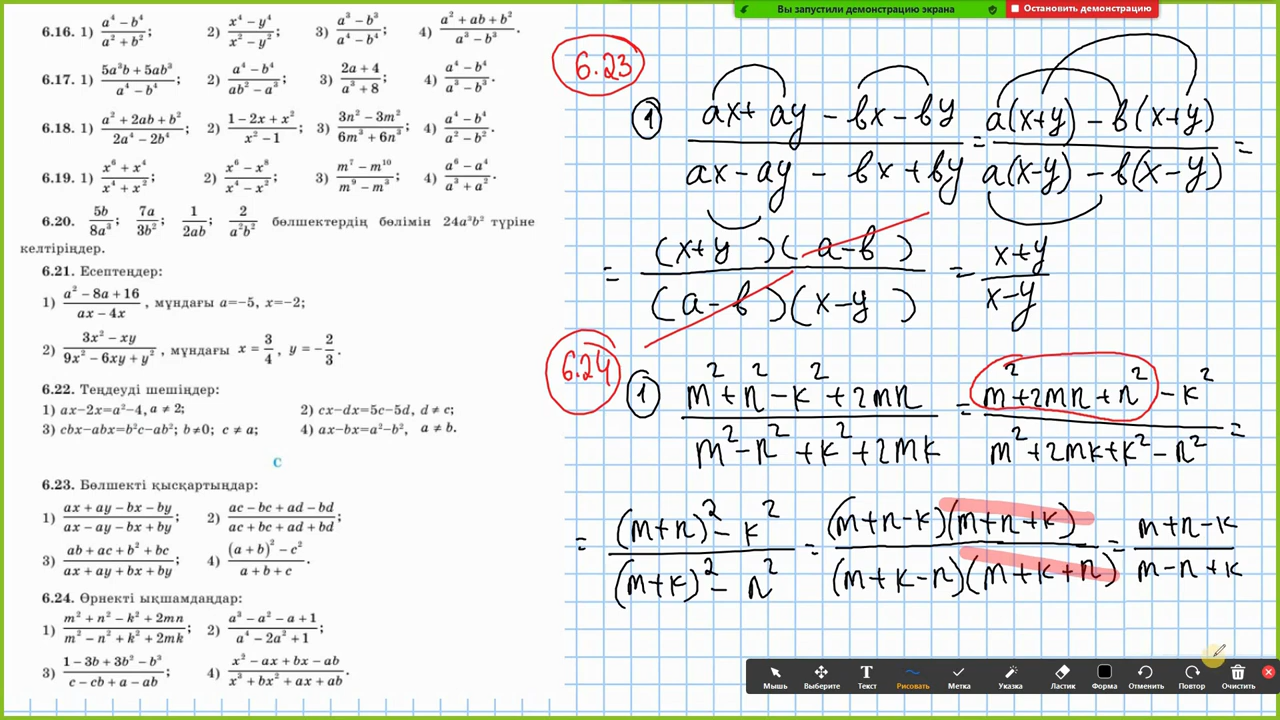 Вы запустили демонстрацию экрана
Остановить демонстрацию
6.16. 1) (a⁴ − b⁴)/(a² + b²); 2) (x⁴ − y⁴)/(x² − y²); 3) (a³ − b³)/(a⁴ − b⁴); 4) (a² + ab + b²)/(a³ − b³).
6.17. 1) (5a³b + 5ab³)/(a⁴ − b⁴); 2) (a⁴ − b⁴)/(ab² − a³); 3) (2a + 4)/(a³ + 8); 4) (a⁴ − b⁴)/(a³ − b³).
6.18. 1) (a² + 2ab + b²)/(2a⁴ − 2b⁴); 2) (1 − 2x + x²)/(x² − 1); 3) (3n² − 3m²)/(6m³ + 6n³); 4) (a⁴ − b⁴)/(a² − b²).
6.19. 1) (x⁶ + x⁴)/(x⁴ + x²); 2) (x⁶ − x⁸)/(x⁴ − x²); 3) (m⁷ − m¹⁰)/(m⁹ − m³); 4) (a⁶ − a⁴)/(a³ + a²).
6.20. 5b/8a³; 7a/3b²; 1/2ab; 2/a²b² бөлшектердің бөлімін 24a³b² түріне
келтіріңдер.
6.21. Есептеңдер:
1) (a² − 8a + 16)/(ax − 4x), мұндағы a=−5, x=−2;
2) (3x² − xy)/(9x² − 6xy + y²), мұндағы x = 3/4, y = −2/3.
6.22. Теңдеуді шешіңдер:
1) ax−2x=a²−4, a ≠ 2; 2) cx−dx=5c−5d, d ≠ c;
3) cbx−abx=b²c−ab²; b≠0; c ≠ a; 4) ax−bx=a²−b², a ≠ b.
С
6.23. Бөлшекті қысқартыңдар:
1) (ax + ay − bx − by)/(ax − ay − bx + by); 2) (ac − bc + ad − bd)/(ac + bc + ad + bd);
3) (ab + ac + b² + bc)/(ax + ay + bx + by); 4) ((a + b)² − c²)/(a + b + c).
6.24. Өрнекті ықшамдаңдар:
1) (m² + n² − k² + 2mn)/(m² − n² + k² + 2mk); 2) (a³ − a² − a + 1)/(a⁴ − 2a² + 1);
3) (1 − 3b + 3b² − b³)/(c − cb + a − ab); 4) (x² − ax + bx − ab)/(x³ + bx² + ax + ab).
6.23
1 (ax + ay − bx − by)/(ax − ay − bx + by) = (a(x+y) − b(x+y))/(a(x−y) − b(x−y)) =
= ((x+y)(a−b))/((a−b)(x−y)) = (x+y)/(x−y)
6.24
1 (m² + n² − k² + 2mn)/(m² − n² + k² + 2mk) = (m² + 2mn + n² − k²)/(m² + 2mk + k² − n²) =
= ((m+n)² − k²)/((m+k)² − n²) = ((m+n−k)(m+n+k))/((m+k−n)(m+k+n)) = (m+n−k)/(m−n+k)
Мышь Выберите Текст Рисовать Метка Указка Ластик Форма Отменить Повтор Очистить